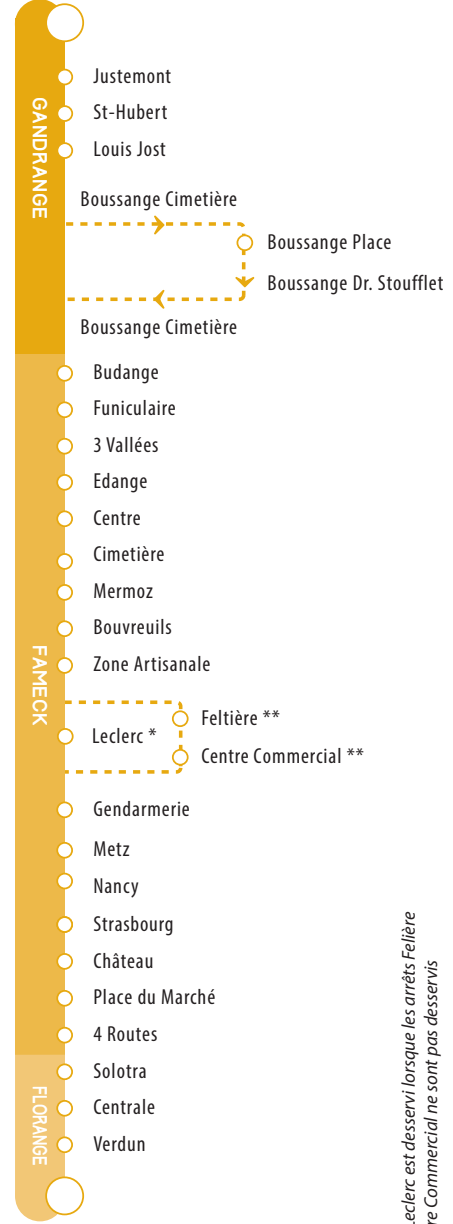 GANDRANGE
Justemont
St-Hubert
Louis Jost
Boussange Cimetière
Boussange Place
Boussange Dr. Stoufflet
Boussange Cimetière
FAMECK
Budange
Funiculaire
3 Vallées
Edange
Centre
Cimetière
Mermoz
Bouvreuils
Zone Artisanale
Leclerc *
Feltière **
Centre Commercial **
Gendarmerie
Metz
Nancy
Strasbourg
Château
Place du Marché
4 Routes
FLORANGE
Solotra
Centrale
Verdun
est desservi lorsque les arrêts Felière
Commercial ne sont pas desservis